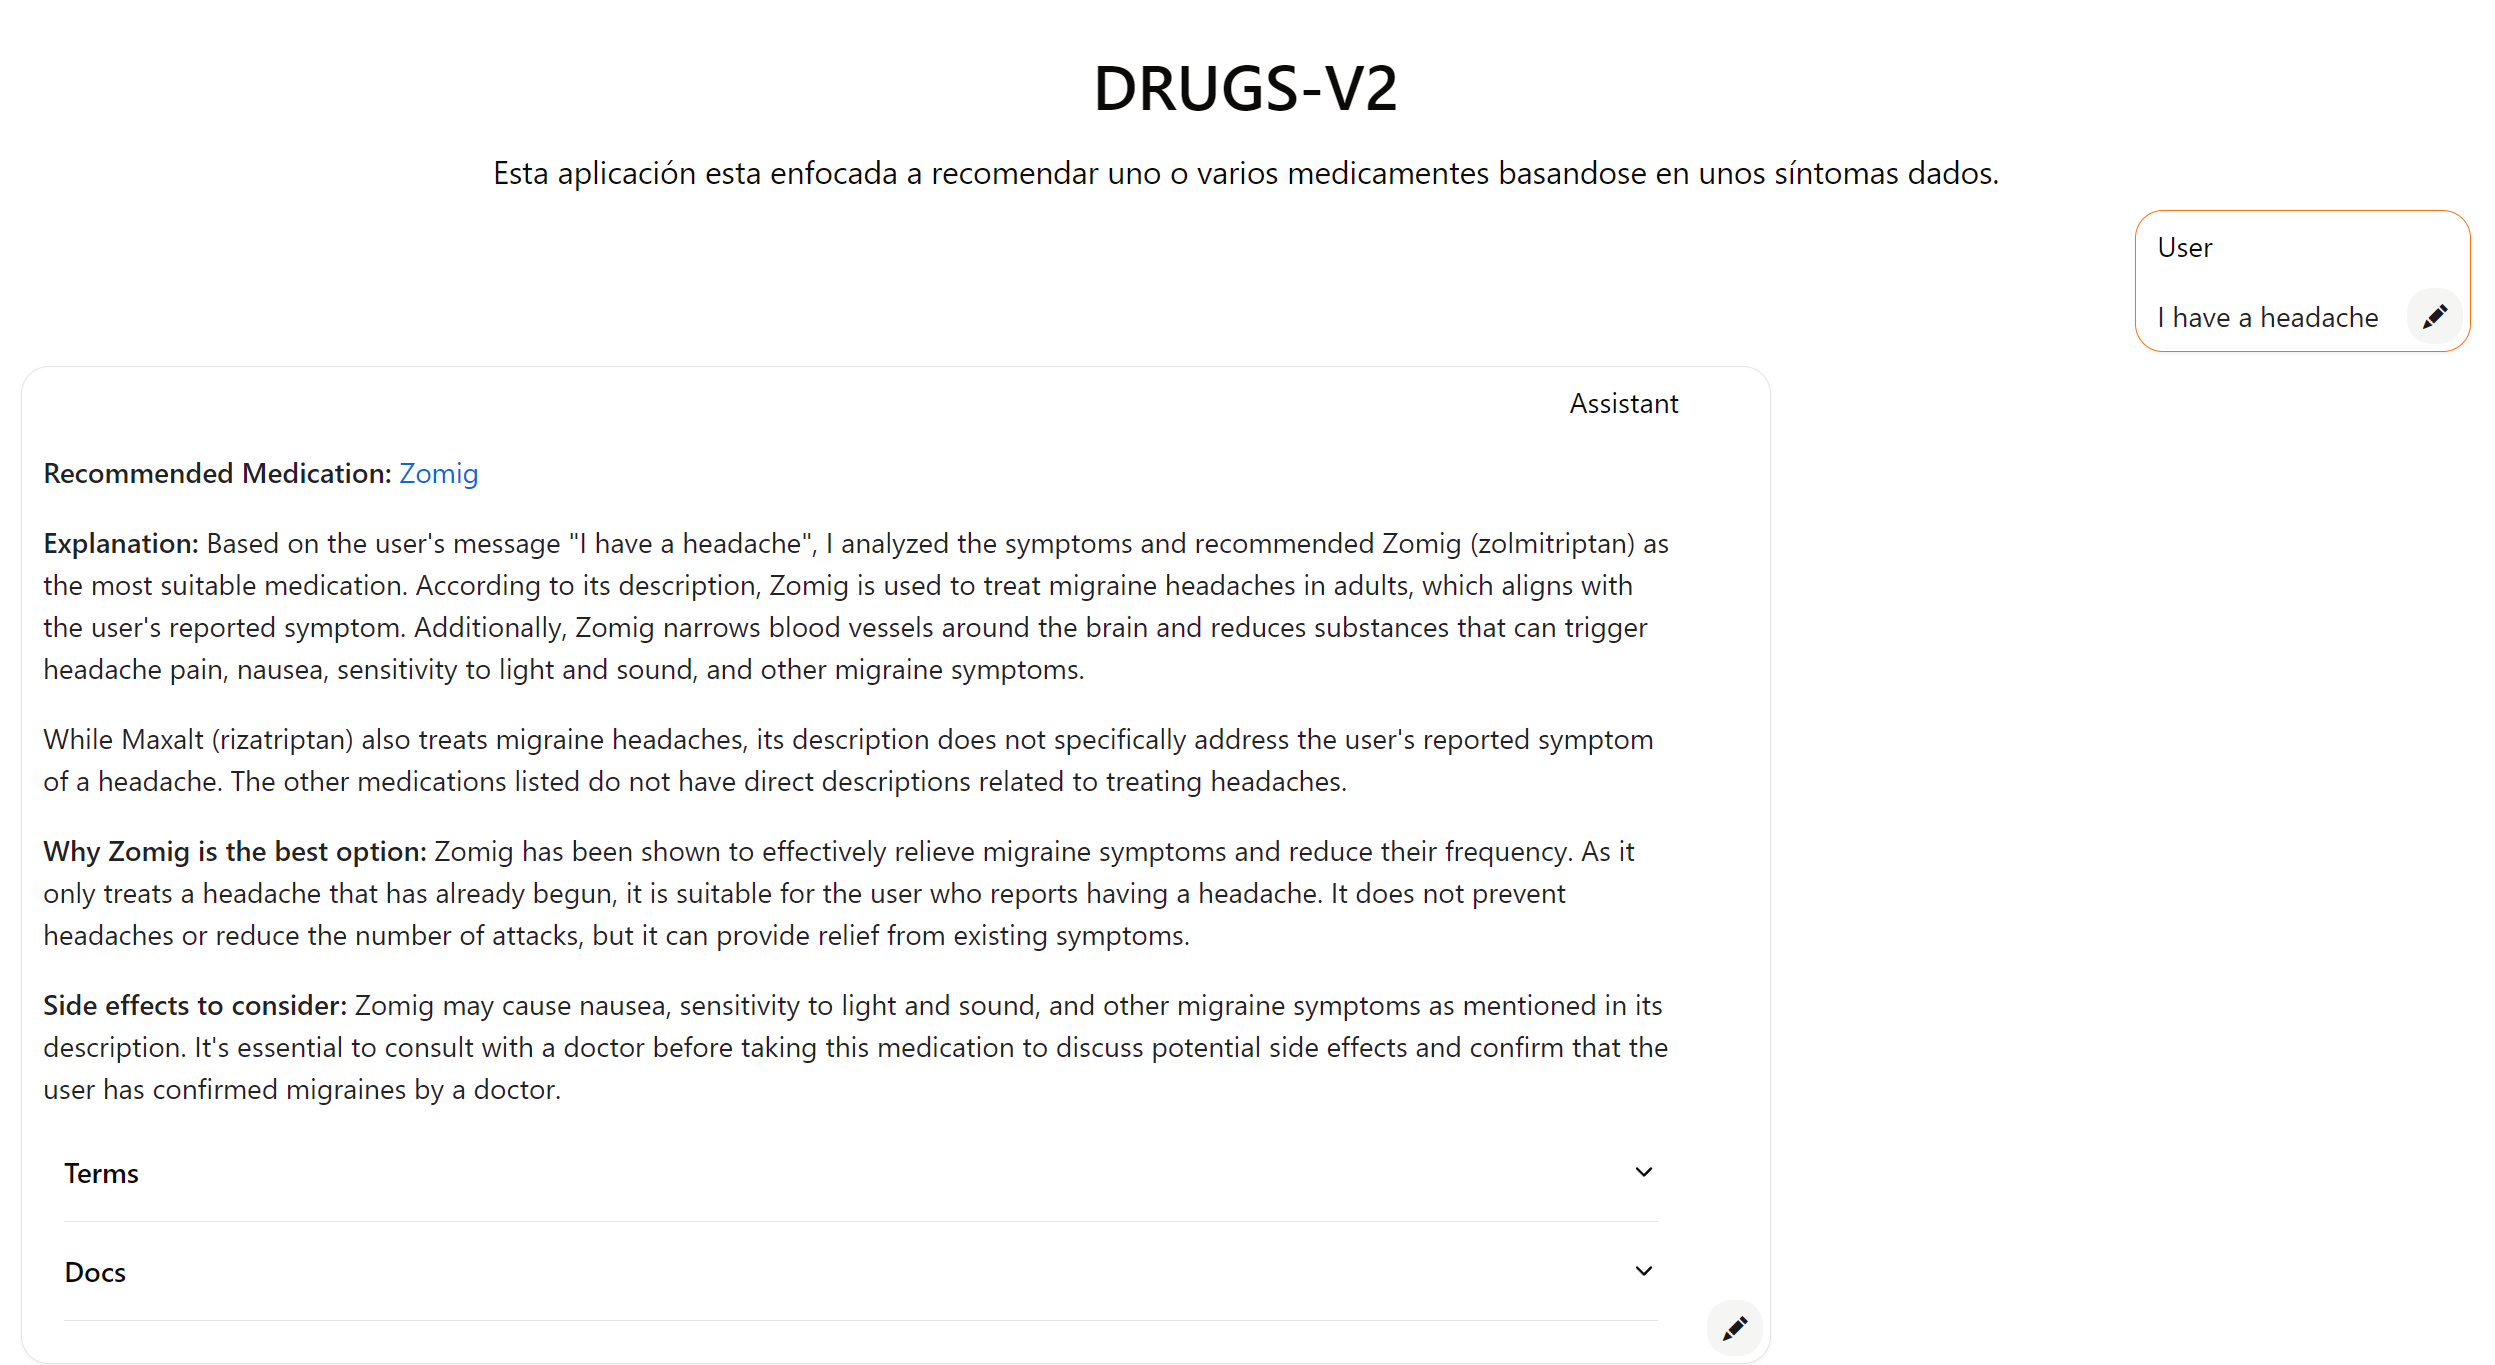 DRUGS-V2
Esta aplicación esta enfocada a recomendar uno o varios medicamentes basandose en unos síntomas dados.
User
I have a headache
Assistant
Recommended Medication: Zomig
Explanation: Based on the user's message "I have a headache", I analyzed the symptoms and recommended Zomig (zolmitriptan) as
the most suitable medication. According to its description, Zomig is used to treat migraine headaches in adults, which aligns with
the user's reported symptom. Additionally, Zomig narrows blood vessels around the brain and reduces substances that can trigger
headache pain, nausea, sensitivity to light and sound, and other migraine symptoms.
While Maxalt (rizatriptan) also treats migraine headaches, its description does not specifically address the user's reported symptom
of a headache. The other medications listed do not have direct descriptions related to treating headaches.
Why Zomig is the best option: Zomig has been shown to effectively relieve migraine symptoms and reduce their frequency. As it
only treats a headache that has already begun, it is suitable for the user who reports having a headache. It does not prevent
headaches or reduce the number of attacks, but it can provide relief from existing symptoms.
Side effects to consider: Zomig may cause nausea, sensitivity to light and sound, and other migraine symptoms as mentioned in its
description. It's essential to consult with a doctor before taking this medication to discuss potential side effects and confirm that the
user has confirmed migraines by a doctor.
Terms
Docs